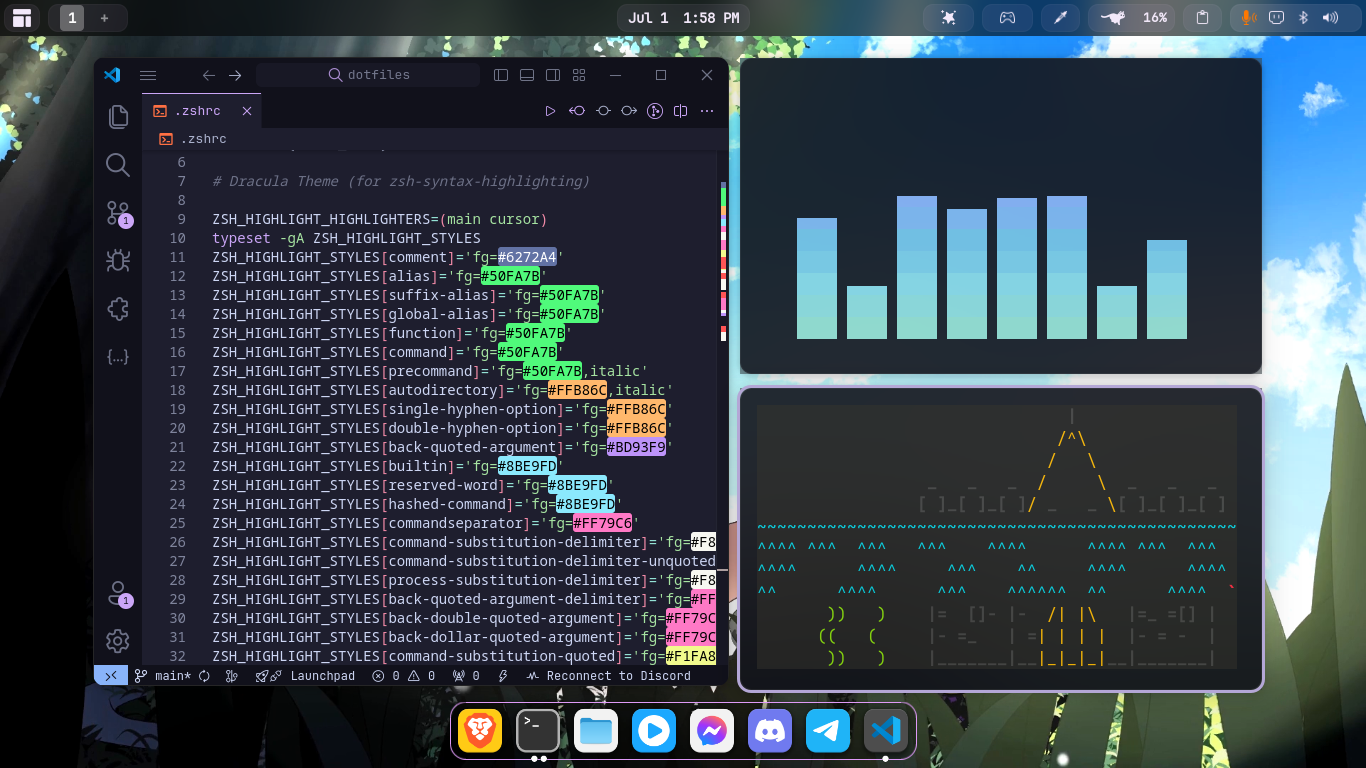 1 +
Jul 1 1:58 PM
16%
dotfiles
.zshrc
.zshrc
6
7 # Dracula Theme (for zsh-syntax-highlighting)
8
9 ZSH_HIGHLIGHT_HIGHLIGHTERS=(main cursor)
10 typeset -gA ZSH_HIGHLIGHT_STYLES
11 ZSH_HIGHLIGHT_STYLES[comment]='fg=#6272A4'
12 ZSH_HIGHLIGHT_STYLES[alias]='fg=#50FA7B'
13 ZSH_HIGHLIGHT_STYLES[suffix-alias]='fg=#50FA7B'
14 ZSH_HIGHLIGHT_STYLES[global-alias]='fg=#50FA7B'
15 ZSH_HIGHLIGHT_STYLES[function]='fg=#50FA7B'
16 ZSH_HIGHLIGHT_STYLES[command]='fg=#50FA7B'
17 ZSH_HIGHLIGHT_STYLES[precommand]='fg=#50FA7B,italic'
18 ZSH_HIGHLIGHT_STYLES[autodirectory]='fg=#FFB86C,italic'
19 ZSH_HIGHLIGHT_STYLES[single-hyphen-option]='fg=#FFB86C'
20 ZSH_HIGHLIGHT_STYLES[double-hyphen-option]='fg=#FFB86C'
21 ZSH_HIGHLIGHT_STYLES[back-quoted-argument]='fg=#BD93F9'
22 ZSH_HIGHLIGHT_STYLES[builtin]='fg=#8BE9FD'
23 ZSH_HIGHLIGHT_STYLES[reserved-word]='fg=#8BE9FD'
24 ZSH_HIGHLIGHT_STYLES[hashed-command]='fg=#8BE9FD'
25 ZSH_HIGHLIGHT_STYLES[commandseparator]='fg=#FF79C6'
26 ZSH_HIGHLIGHT_STYLES[command-substitution-delimiter]='fg=#F8
27 ZSH_HIGHLIGHT_STYLES[command-substitution-delimiter-unquoted
28 ZSH_HIGHLIGHT_STYLES[process-substitution-delimiter]='fg=#F8
29 ZSH_HIGHLIGHT_STYLES[back-quoted-argument-delimiter]='fg=#FF
30 ZSH_HIGHLIGHT_STYLES[back-double-quoted-argument]='fg=#FF79C
31 ZSH_HIGHLIGHT_STYLES[back-dollar-quoted-argument]='fg=#FF79C
32 ZSH_HIGHLIGHT_STYLES[command-substitution-quoted]='fg=#F1FA8
1
1
main* Launchpad 0 0 0 Reconnect to Discord